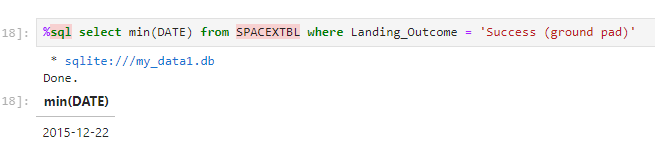 18]: %sql select min(DATE) from SPACEXTBL where Landing_Outcome = 'Success (ground pad)'
* sqlite:///my_data1.db
Done.
18]: min(DATE)
2015-12-22